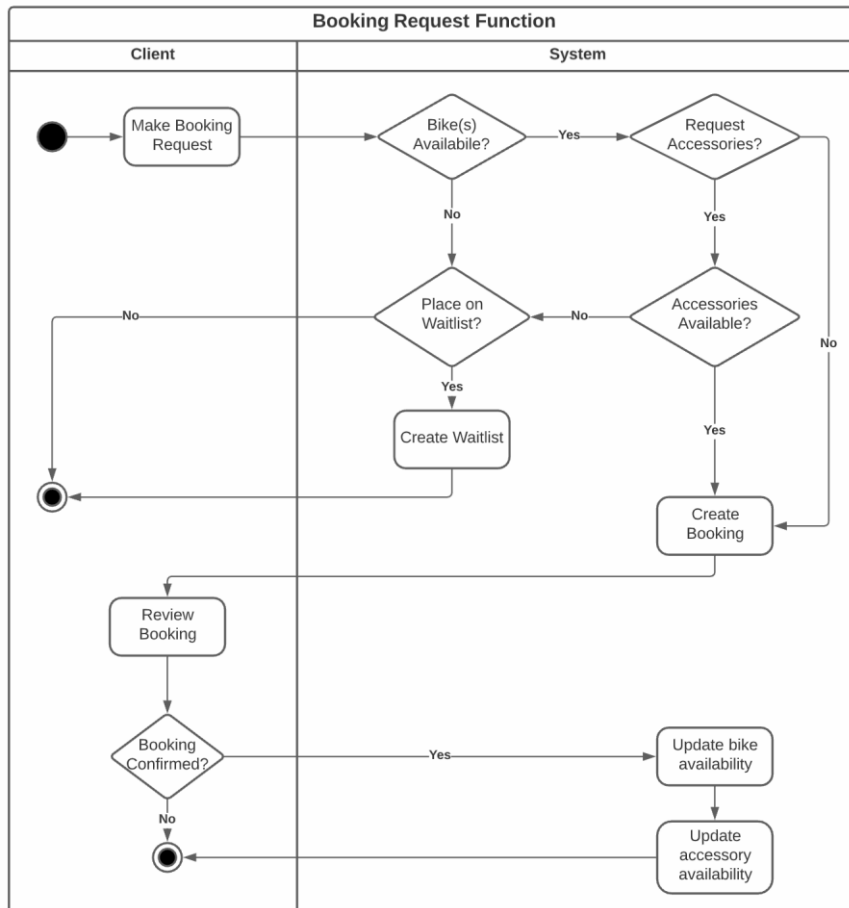 Booking Request Function
Client
System
Make Booking
Request
Bike(s)
Availabile?
Yes
Request
Accessories?
No
Yes
Place on
Waitlist?
No
Accessories
Available?
No
No
Yes
Create Waitlist
Yes
Create
Booking
Review
Booking
Booking
Confirmed?
Yes
Update bike
availability
No
Update
accessory
availability